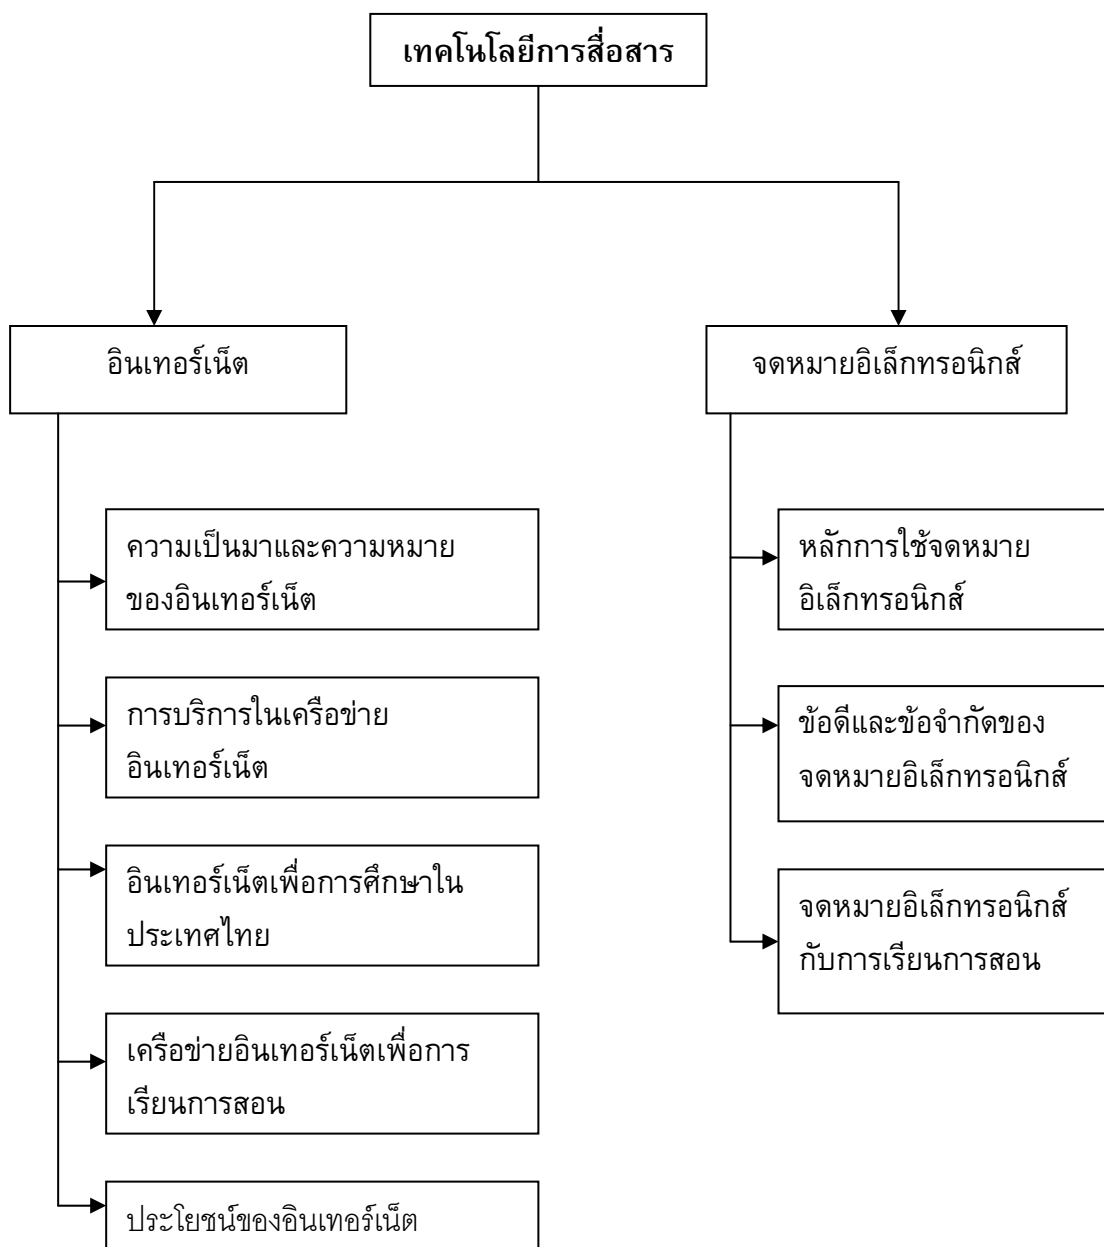 เทคโนโลยีการสื่อสาร
อินเทอร์เน็ต
ความเป็นมาและความหมาย
ของอินเทอร์เน็ต
การบริการในเครือข่าย
อินเทอร์เน็ต
อินเทอร์เน็ตเพื่อการศึกษาใน
ประเทศไทย
เครือข่ายอินเทอร์เน็ตเพื่อการ
เรียนการสอน
ประโยชน์ของอินเทอร์เน็ต
จดหมายอิเล็กทรอนิกส์
หลักการใช้จดหมาย
อิเล็กทรอนิกส์
ข้อดีและข้อจำกัดของ
จดหมายอิเล็กทรอนิกส์
จดหมายอิเล็กทรอนิกส์
กับการเรียนการสอน